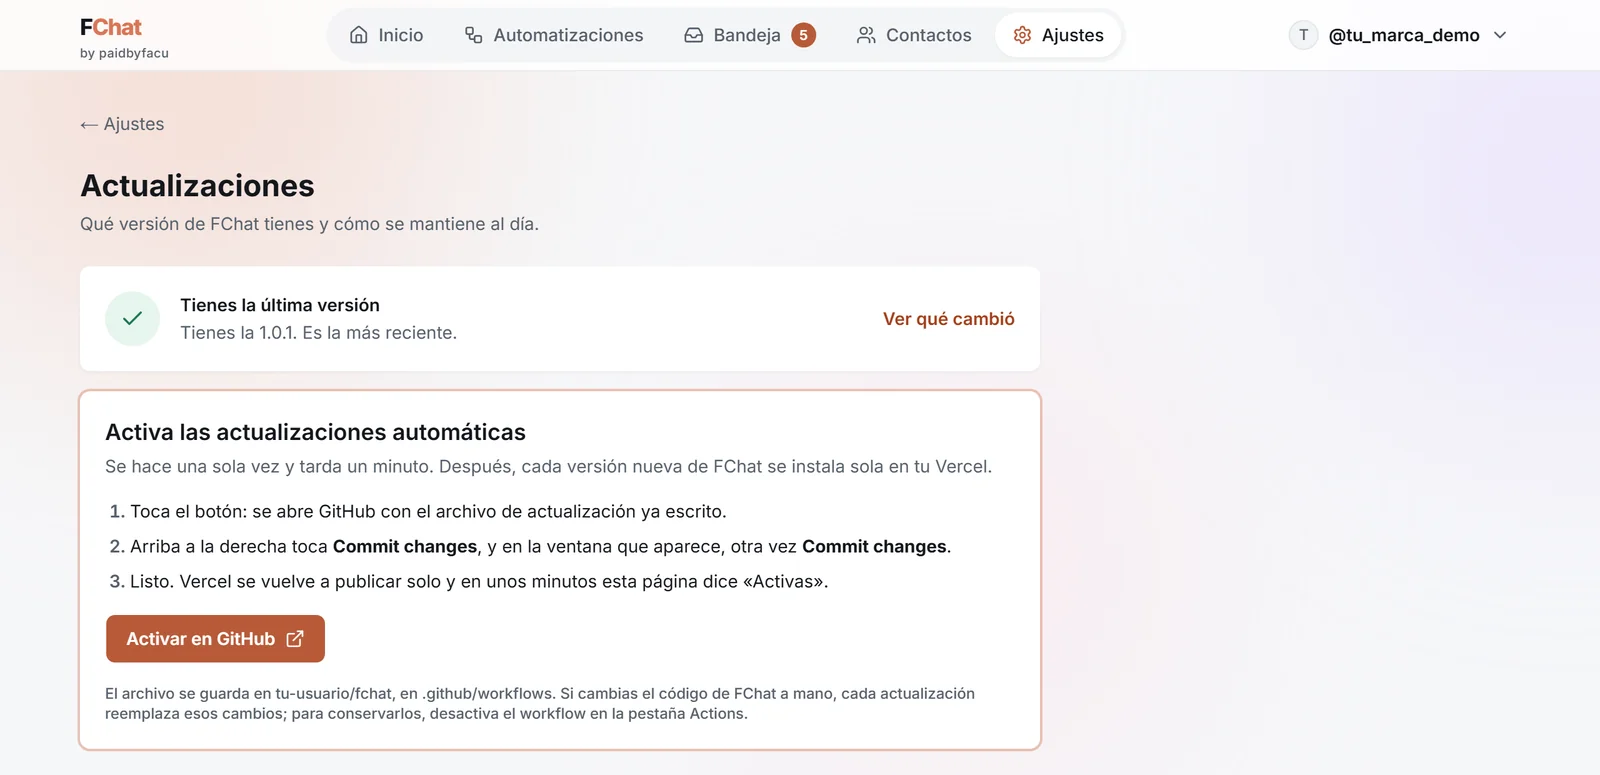 FChat
by paidbyfacu
Inicio
Automatizaciones
Bandeja 5
Contactos
Ajustes
T @tu_marca_demo
← Ajustes
Actualizaciones
Qué versión de FChat tienes y cómo se mantiene al día.
Tienes la última versión
Tienes la 1.0.1. Es la más reciente.
Ver qué cambió
Activa las actualizaciones automáticas
Se hace una sola vez y tarda un minuto. Después, cada versión nueva de FChat se instala sola en tu Vercel.
1. Toca el botón: se abre GitHub con el archivo de actualización ya escrito.
2. Arriba a la derecha toca Commit changes, y en la ventana que aparece, otra vez Commit changes.
3. Listo. Vercel se vuelve a publicar solo y en unos minutos esta página dice «Activas».
Activar en GitHub
El archivo se guarda en tu-usuario/fchat, en .github/workflows. Si cambias el código de FChat a mano, cada actualización
reemplaza esos cambios; para conservarlos, desactiva el workflow en la pestaña Actions.